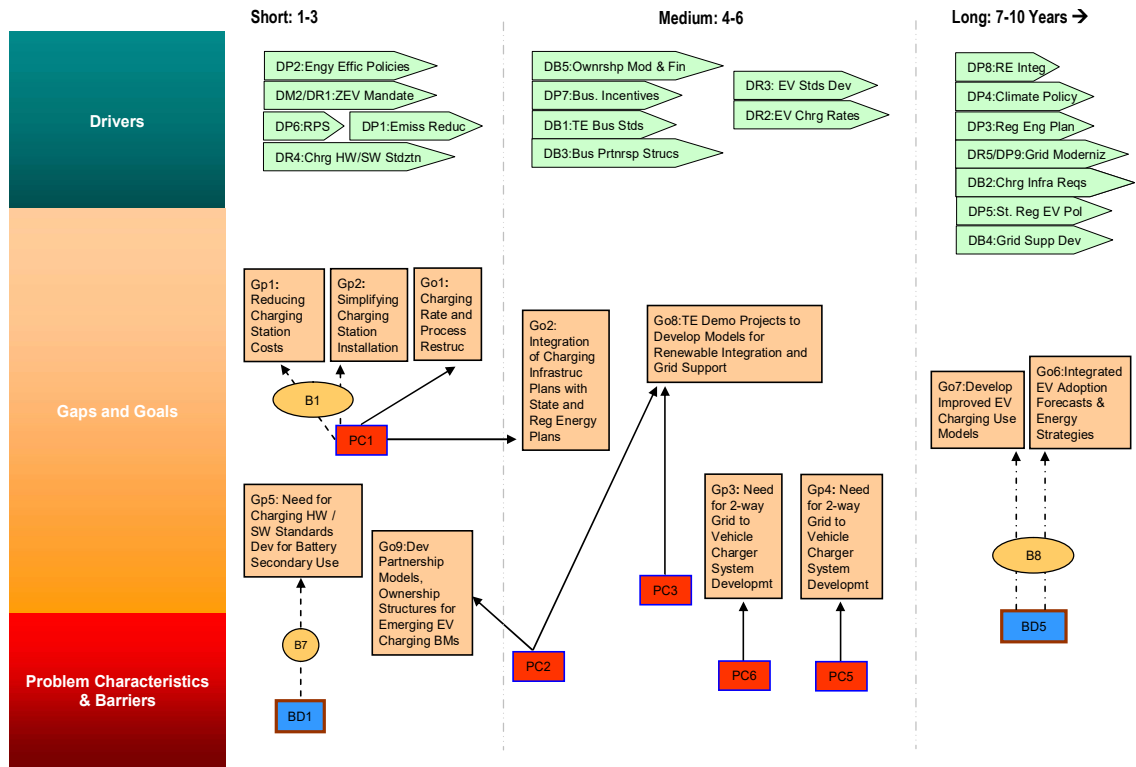 Short: 1-3
Medium: 4-6
Long: 7-10 Years →
Drivers
DP2:Engy Effic Policies
DM2/DR1:ZEV Mandate
DP6:RPS
DP1:Emiss Reduc
DR4:Chrg HW/SW Stdztn
DB5:Ownrshp Mod & Fin
DP7:Bus. Incentives
DB1:TE Bus Stds
DB3:Bus Prtnrsp Strucs
DR3: EV Stds Dev
DR2:EV Chrg Rates
DP8:RE Integ
DP4:Climate Policy
DP3:Reg Eng Plan
DR5/DP9:Grid Moderniz
DB2:Chrg Infra Reqs
DP5:St. Reg EV Pol
DB4:Grid Supp Dev
Gaps and Goals
Gp1:
Reducing
Charging
Station
Costs
Gp2:
Simplifying
Charging
Station
Installation
Go1:
Charging
Rate and
Process
Restruc
Go2:
Integration
of Charging
Infrastruc
Plans with
State and
Reg Energy
Plans
Go8:TE Demo Projects to
Develop Models for
Renewable Integration and
Grid Support
Go7:Develop
Improved EV
Charging Use
Models
Go6:Integrated
EV Adoption
Forecasts &
Energy
Strategies
B1
PC1
Gp5: Need for
Charging HW /
SW Standards
Dev for Battery
Secondary Use
Go9:Dev
Partnership
Models,
Ownership
Structures for
Emerging EV
Charging BMs
Gp3: Need
for 2-way
Grid to
Vehicle
Charger
System
Developmt
Gp4: Need
for 2-way
Grid to
Vehicle
Charger
System
Developmt
PC3
B8
Problem Characteristics
& Barriers
B7
BD1
PC2
PC6
PC5
BD5